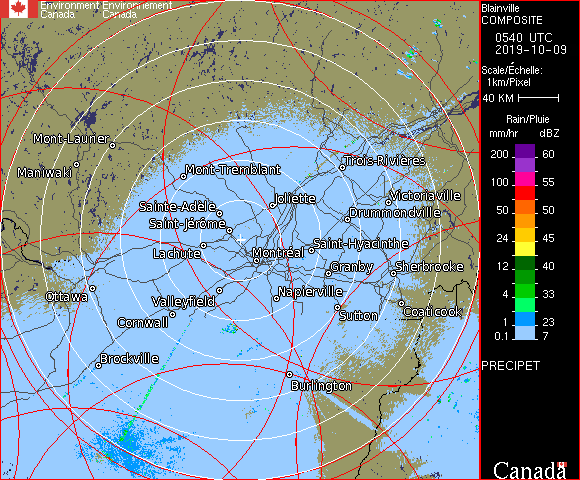 Environment Environnement
Canada Canada
Blainville
COMPOSITE
0540 UTC
2019-10-09
Scale/Échelle:
1km/Pixel
40 KM
Rain/Pluie
mm/hr dBZ
200 60
100 55
50 50
24 45
12 40
4 33
1 23
0.1 7
PRECIPET
Canada
Mont-Laurier
Maniwaki
Mont-Tremblant
Trois-Rivières
Sainte-Adèle
Joliette
Victoriaville
Drummondville
Saint-Jérôme
Lachute
Montréal
Saint-Hyacinthe
Granby
Sherbrooke
Ottawa
Valleyfield
Napierville
Cornwall
Sutton
Coaticook
Brockville
Burlington